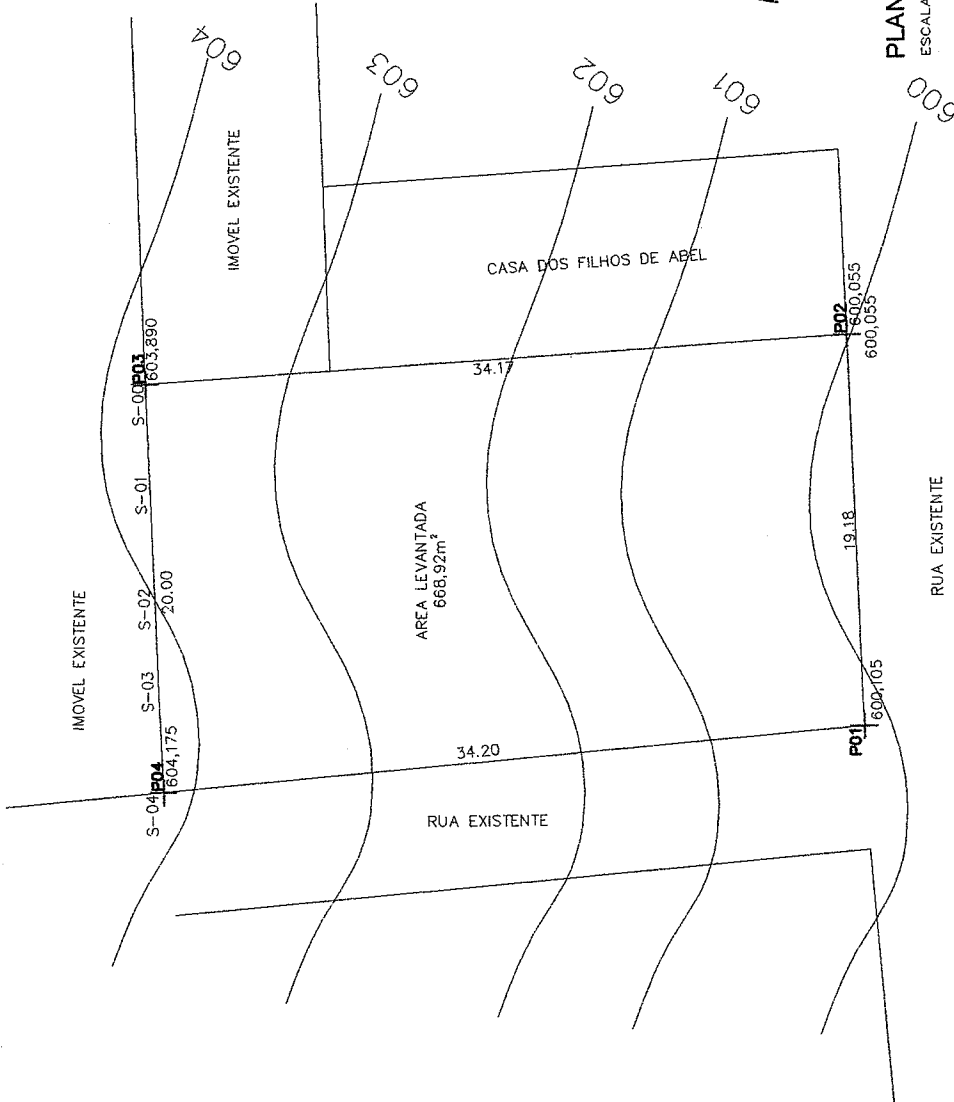 PLAN
ESCALA
604
603
602
601
600
IMOVEL EXISTENTE
CASA DOS FILHOS DE ABEL
P03
603,890
S-00
S-01
S-02
S-03
S-04
20.00
IMOVEL EXISTENTE
P04
604,175
34.17
AREA LEVANTADA
668,92m²
34.20
RUA EXISTENTE
P02
600,055
600,055
19.18
P01
600,105
RUA EXISTENTE